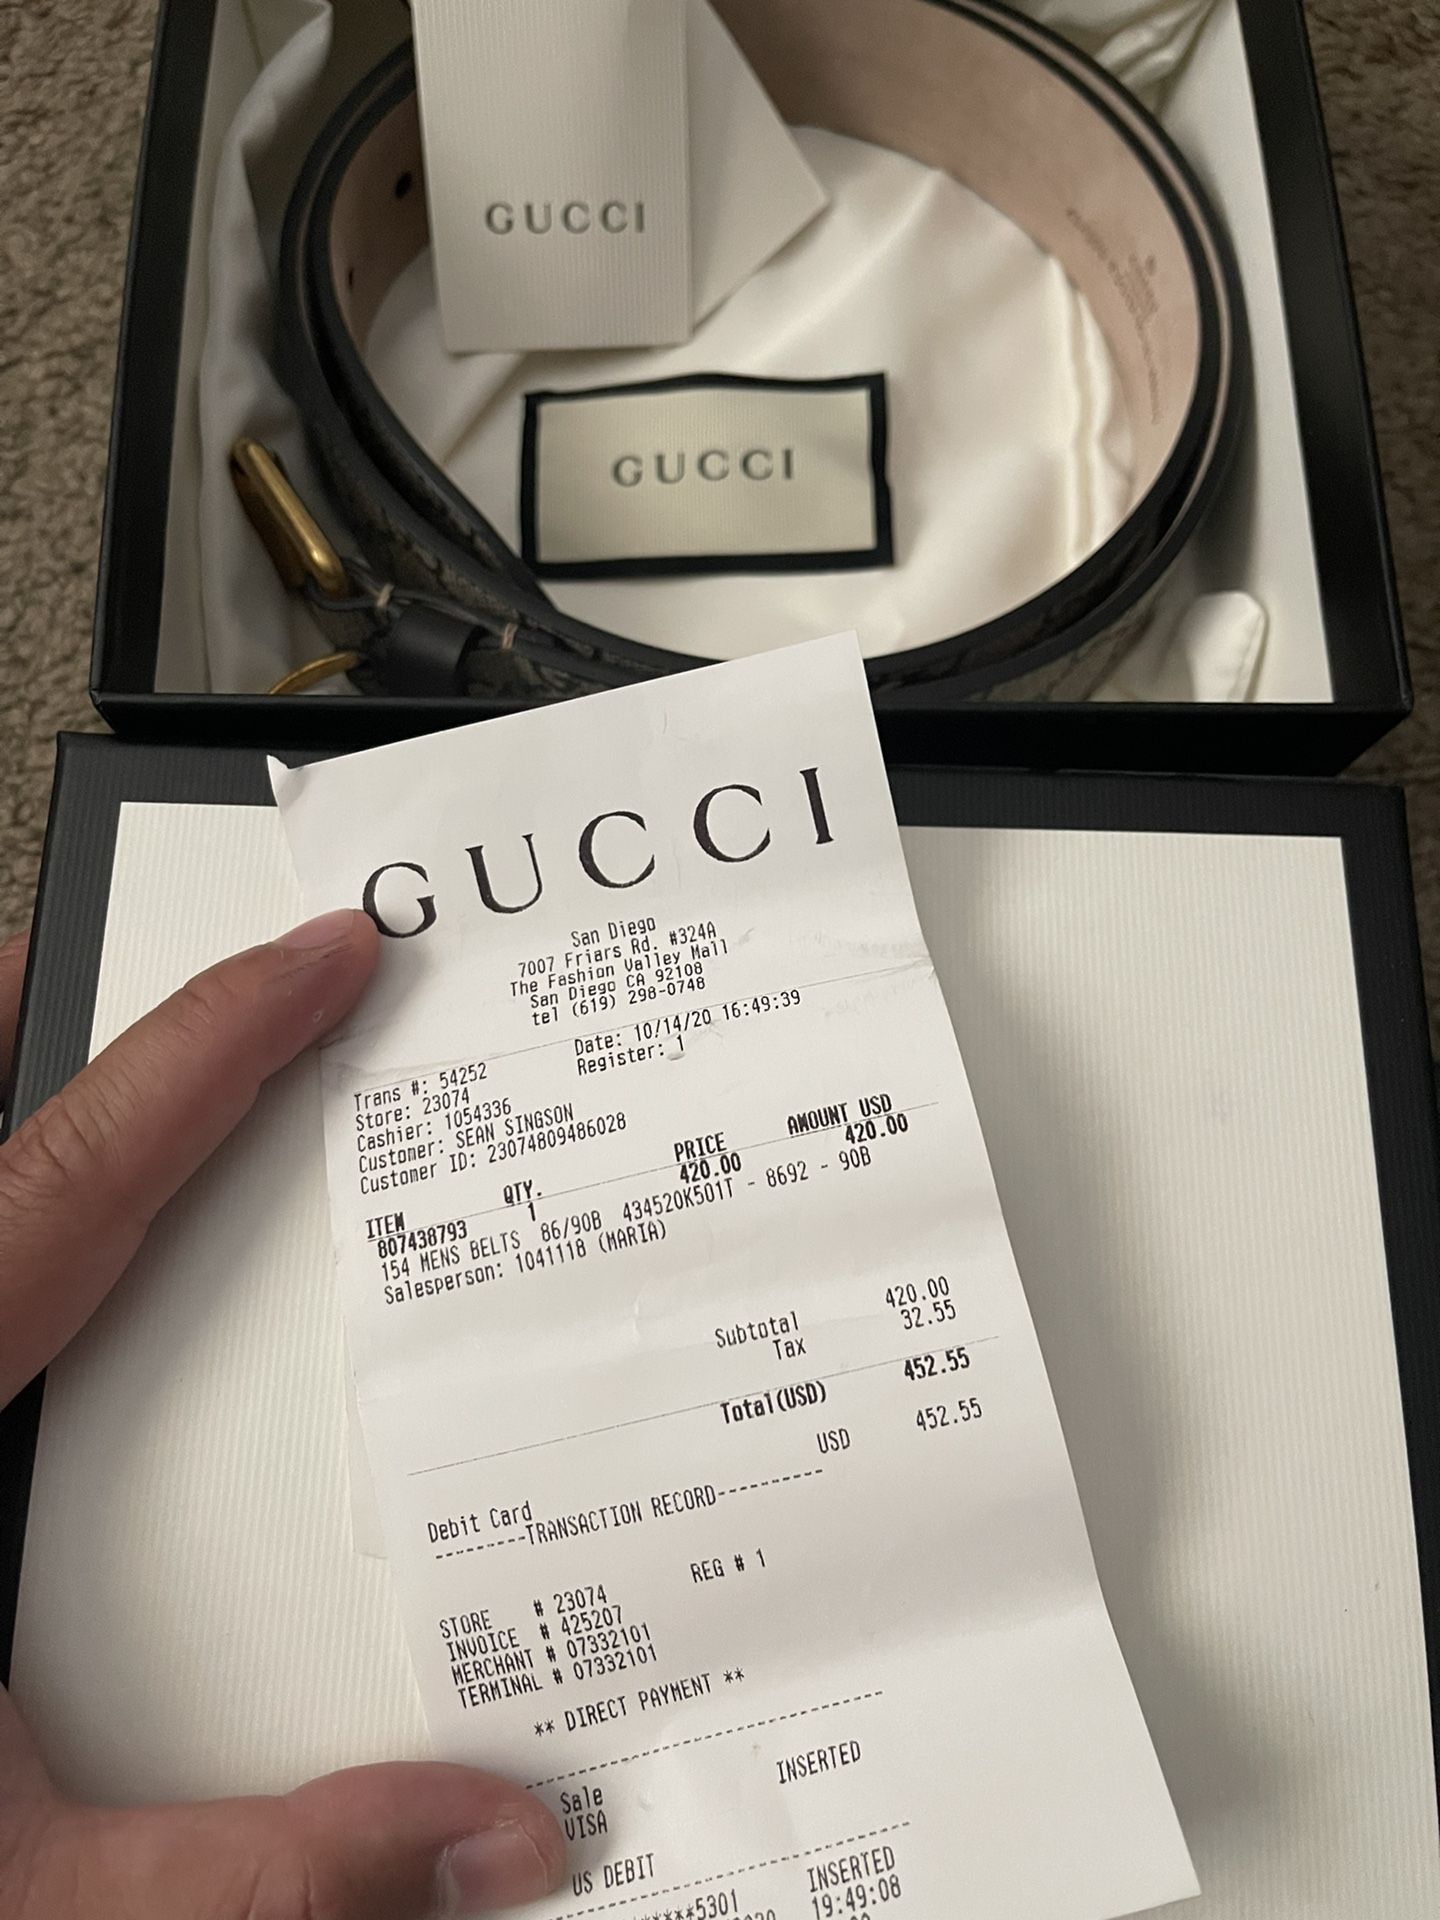 GUCCI
GUCCI
GUCCI
San Diego
7007 Friars Rd. #324A
The Fashion Valley Mall
San Diego CA 92108
tel (619) 298-0748
Date: 10/14/20 16:49:39
Trans #: 54252 Register: 1
Store: 23074
Cashier: 1054336
Customer: SEAN SINGSON
Customer ID: 23074809486028
ITEM QTY. PRICE AMOUNT USD
807438793 1 420.00 420.00
154 MENS BELTS 86/90B 434520K501T - 8692 - 90B
Salesperson: 1041118 (MARIA)
Subtotal 420.00
Tax 32.55
Total(USD) 452.55
USD 452.55
Debit Card
---------TRANSACTION RECORD----------
REG # 1
STORE # 23074
INVOICE # 425207
MERCHANT # 07332101
TERMINAL # 07332101
** DIRECT PAYMENT **
Sale INSERTED
VISA
US DEBIT
5301 INSERTED
19:49:08